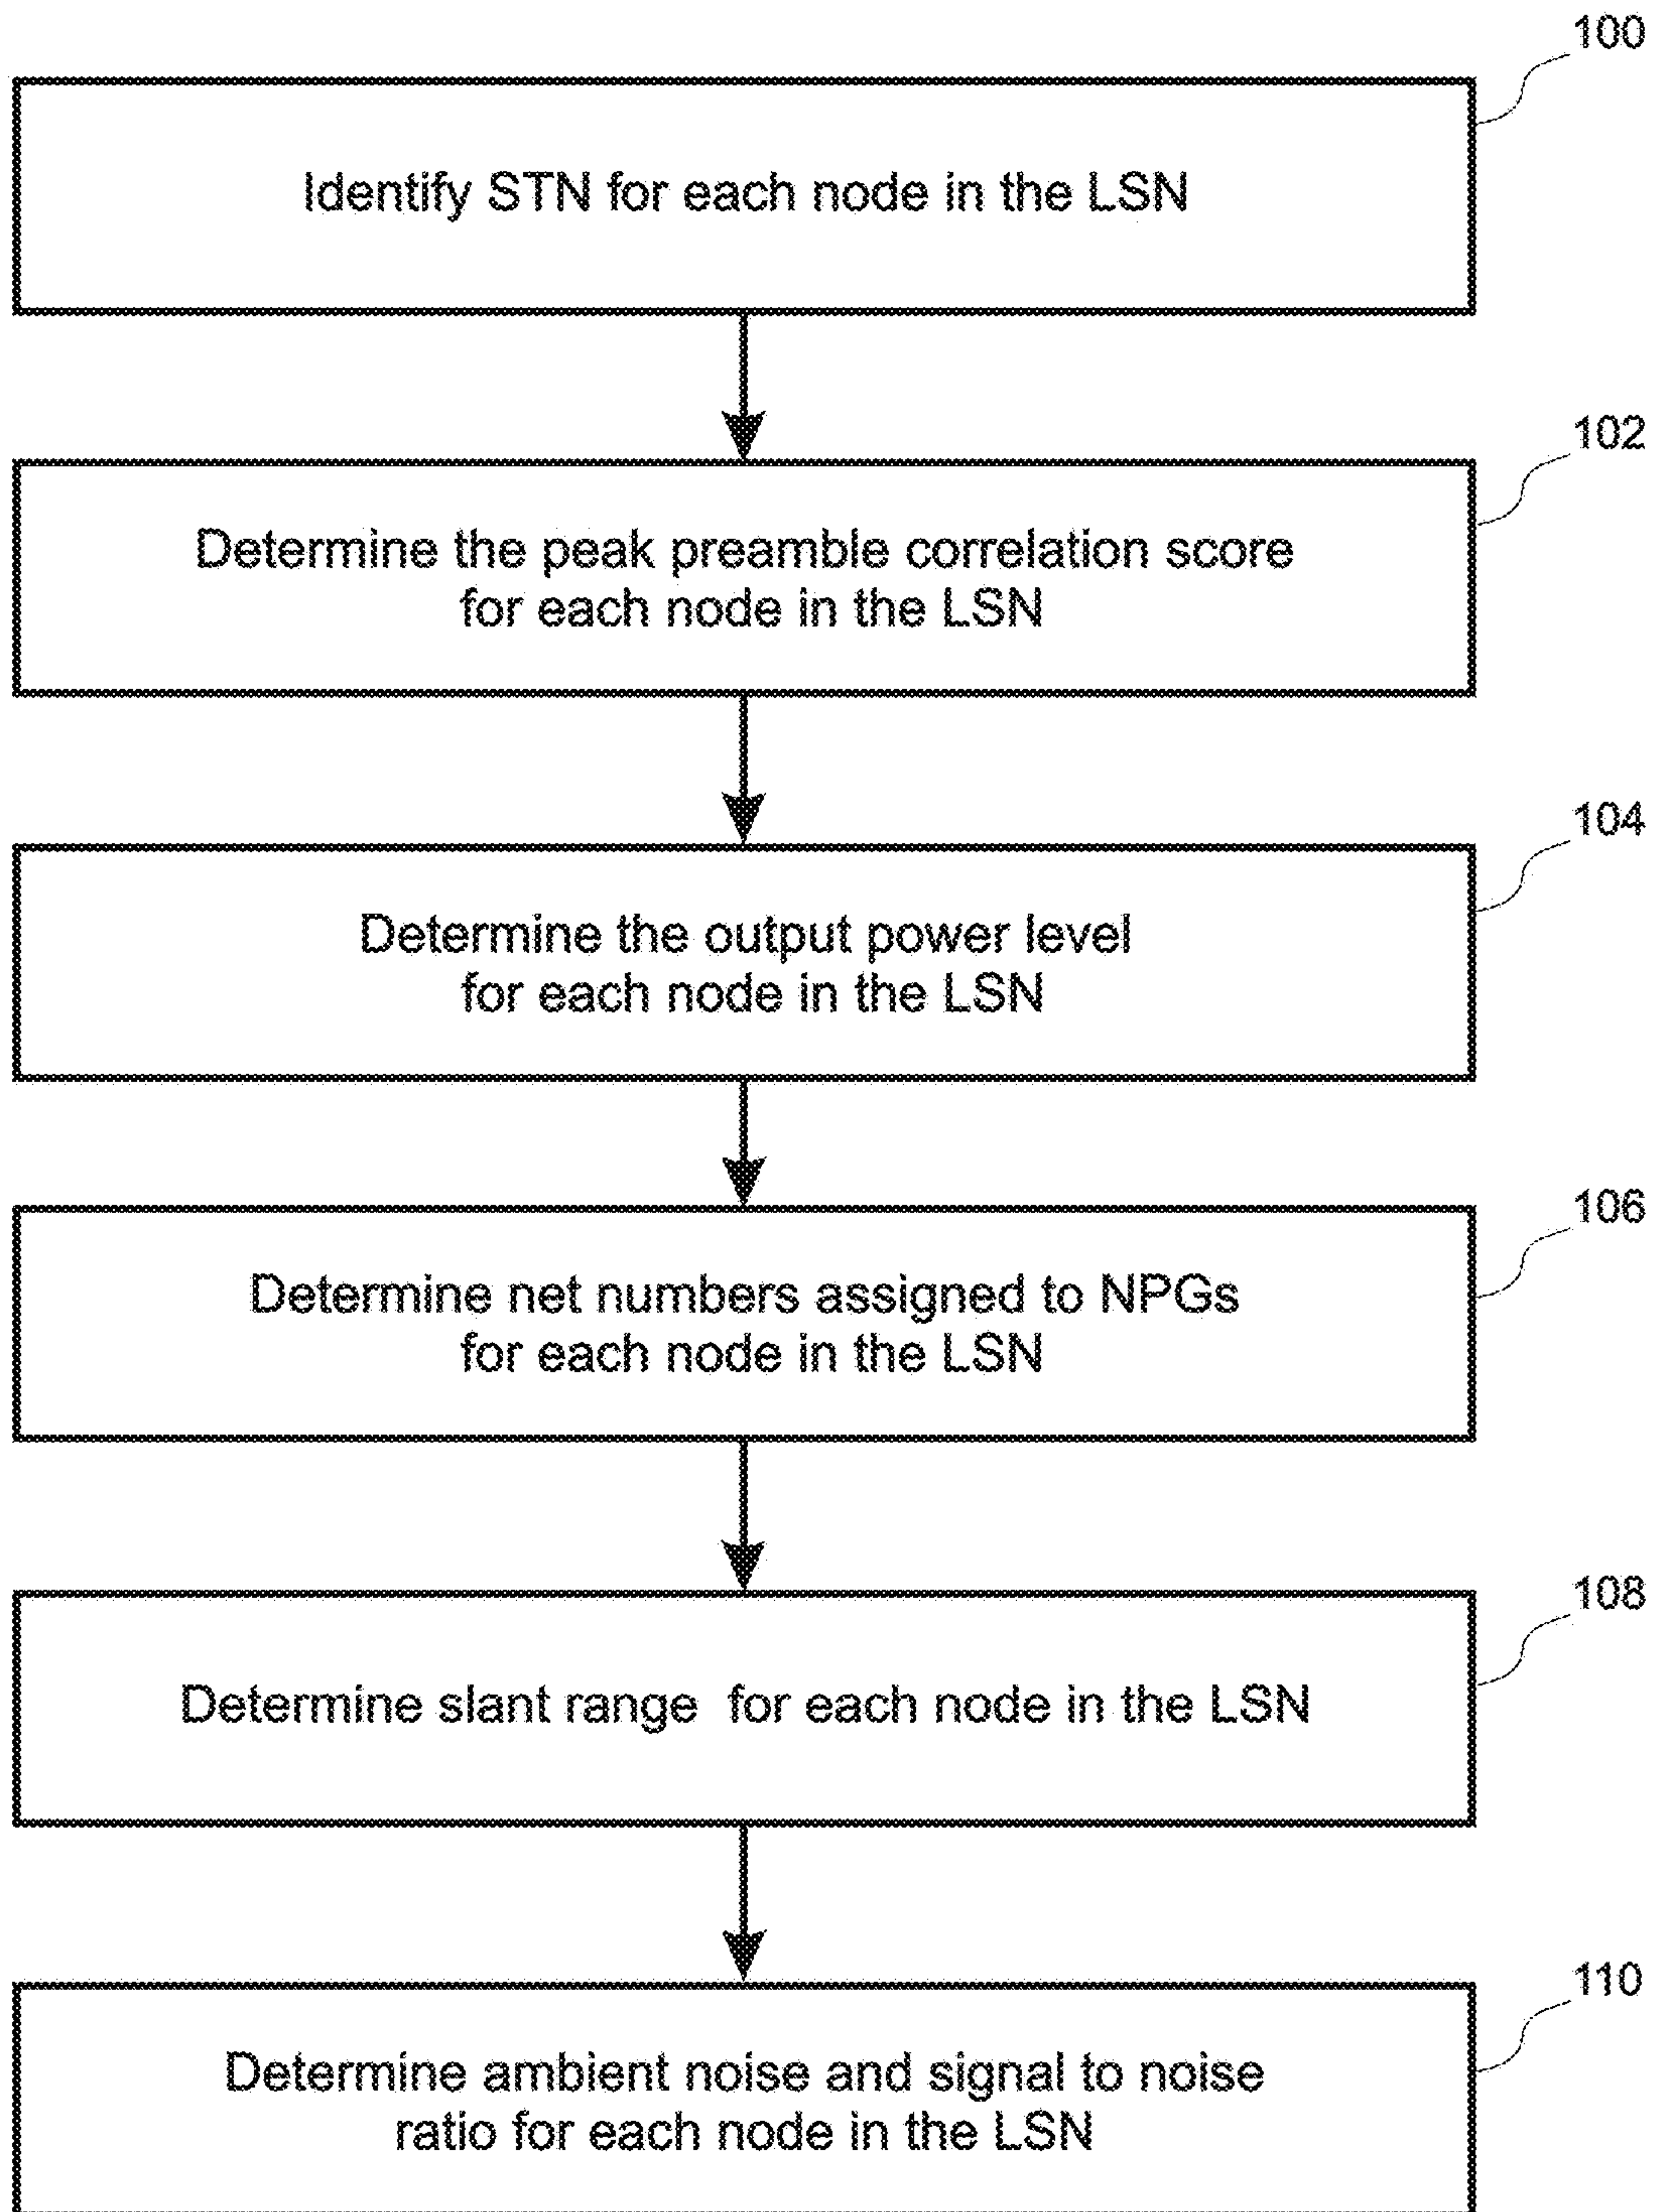 100
Identify STN for each node in the LSN
102
Determine the peak preamble correlation score
for each node in the LSN
104
Determine the output power level
for each node in the LSN
106
Determine net numbers assigned to NPGs
for each node in the LSN
108
Determine slant range for each node in the LSN
110
Determine ambient noise and signal to noise
ratio for each node in the LSN